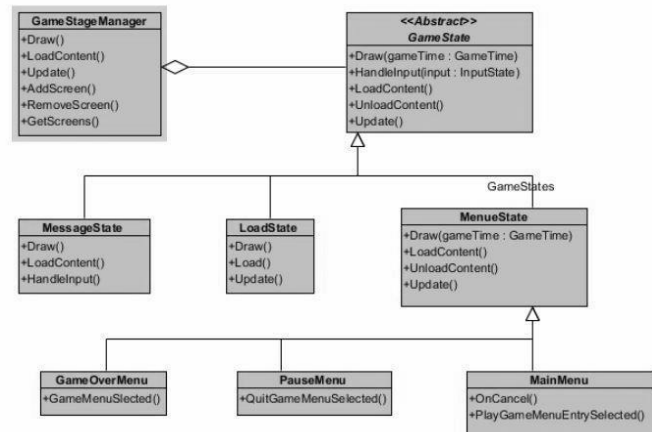 GameStageManager
+Draw()
+LoadContent()
+Update()
+AddScreen()
+RemoveScreen()
+GetScreens()
<<Abstract>>
GameState
+Draw(gameTime : GameTime)
+HandleInput(input : InputState)
+LoadContent()
+UnloadContent()
+Update()
GameStates
MessageState
+Draw()
+LoadContent()
+HandleInput()
LoadState
+Draw()
+Load()
+Update()
MenueState
+Draw(gameTime : GameTime)
+LoadContent()
+UnloadContent()
+Update()
GameOverMenu
+GameMenuSlected()
PauseMenu
+QuitGameMenuSelected()
MainMenu
+OnCancel()
+PlayGameMenuEntrySelected()